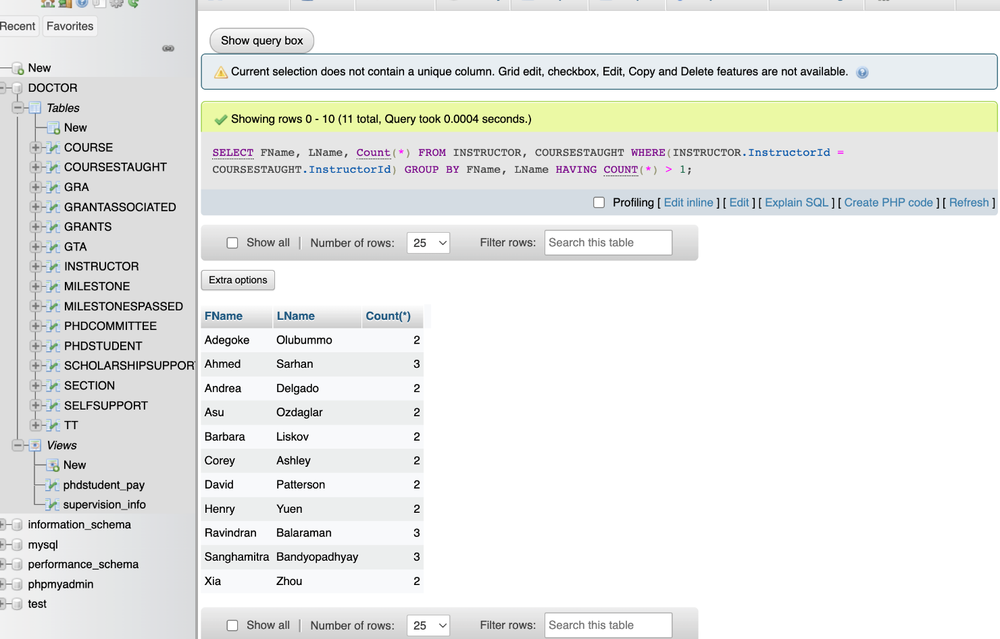 Recent
Favorites
New
DOCTOR
Tables
New
COURSE
COURSESTAUGHT
GRA
GRANTASSOCIATED
GRANTS
GTA
INSTRUCTOR
MILESTONE
MILESTONESPASSED
PHDCOMMITTEE
PHDSTUDENT
SCHOLARSHIPSUPPOR
SECTION
SELFSUPPORT
TT
Views
New
phdstudent_pay
supervision_info
information_schema
mysql
performance_schema
phpmyadmin
test
Show query box
Current selection does not contain a unique column. Grid edit, checkbox, Edit, Copy and Delete features are not available.
Showing rows 0 - 10 (11 total, Query took 0.0004 seconds.)
SELECT FName, LName, Count(*) FROM INSTRUCTOR, COURSESTAUGHT WHERE(INSTRUCTOR.InstructorId =
COURSESTAUGHT.InstructorId) GROUP BY FName, LName HAVING COUNT(*) > 1;
Profiling [ Edit inline ] [ Edit ] [ Explain SQL ] [ Create PHP code ] [ Refresh ]
Show all | Number of rows: 25 Filter rows: Search this table
Extra options
FName LName Count(*)
Adegoke Olubummo 2
Ahmed Sarhan 3
Andrea Delgado 2
Asu Ozdaglar 2
Barbara Liskov 2
Corey Ashley 2
David Patterson 2
Henry Yuen 2
Ravindran Balaraman 3
Sanghamitra Bandyopadhyay 3
Xia Zhou 2
Show all | Number of rows: 25 Filter rows: Search this table